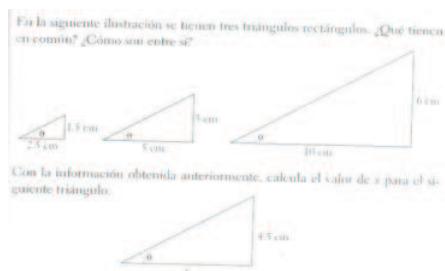 En la siguiente ilustración se tienen tres triángulos rectángulos. ¿Qué tienen
en común? ¿Cómo son entre sí?
6 cm
3 cm
1.5 cm
θ θ θ
2.5 cm 5 cm 10 cm
Con la información obtenida anteriormente, calcula el valor de x para el si-
guiente triángulo.
4.5 cm
θ